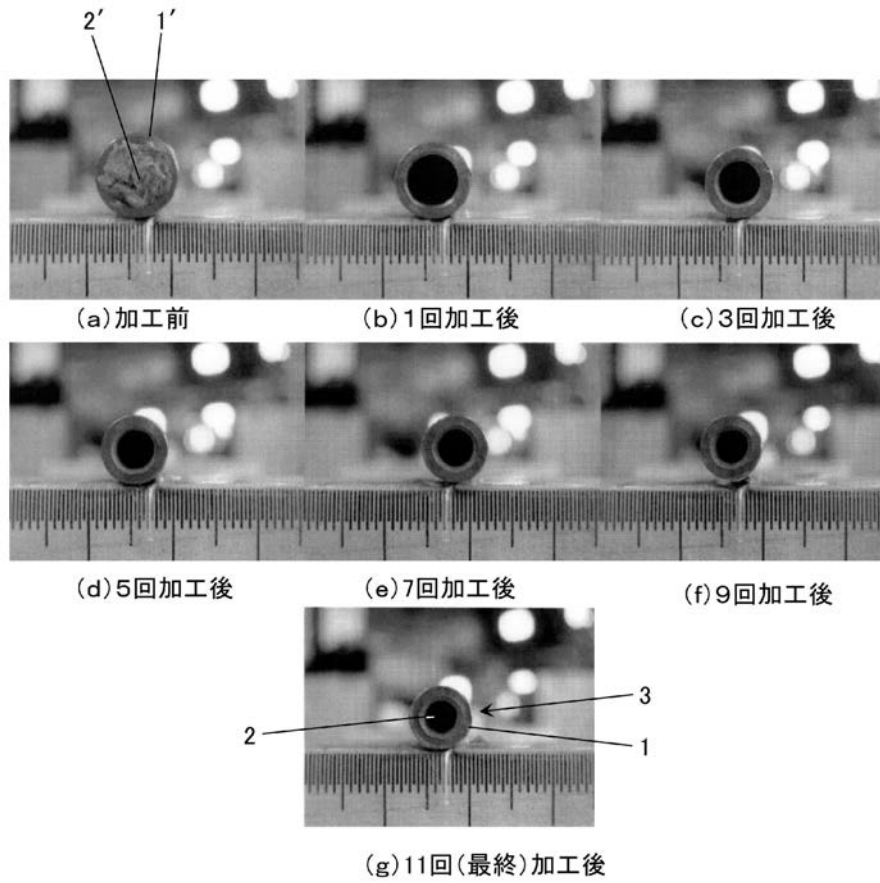 2′ 1′
(a)加工前
(b)1回加工後
(c)3回加工後
(d)5回加工後
(e)7回加工後
(f)9回加工後
3
2
1
(g)11回(最終)加工後